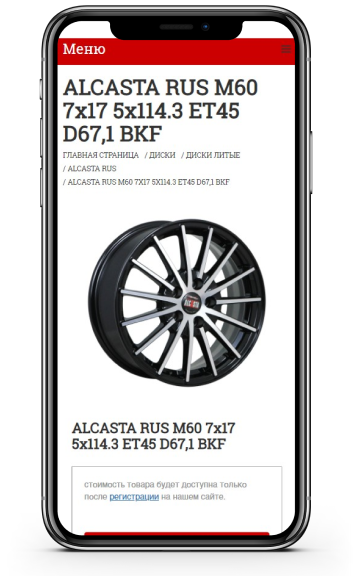 Меню
ALCASTA RUS M60
7x17 5x114.3 ET45
D67,1 BKF
ГЛАВНАЯ СТРАНИЦА / ДИСКИ / ДИСКИ ЛИТЫЕ
/ ALCASTA RUS
/ ALCASTA RUS M60 7X17 5X114.3 ET45 D67,1 BKF
ALCASTA RUS M60 7x17
5x114.3 ET45 D67,1 BKF
стоимость товара будет доступна только
после регистрации на нашем сайте.